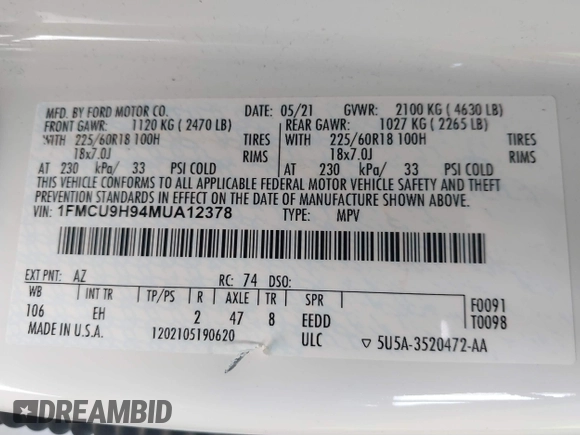 MFD. BY FORD MOTOR CO. DATE: 05/21 GVWR: 2100 KG ( 4630 LB)
FRONT GAWR: 1120 KG ( 2470 LB) REAR GAWR: 1027 KG ( 2265 LB)
WITH 225/60R18 100H TIRES WITH 225/60R18 100H TIRES
18x7.0J RIMS 18x7.0J RIMS
AT 230 kPa/ 33 PSI COLD AT 230 kPa/ 33 PSI COLD
THIS VEHICLE CONFORMS TO ALL APPLICABLE FEDERAL MOTOR VEHICLE SAFETY AND THEFT
PREVENTION STANDARDS IN EFFECT ON THE DATE OF MANUFACTURE SHOWN ABOVE.
VIN: 1FMCU9H94MUA12378 TYPE: MPV
EXT PNT: AZ RC: 74 DSO:
WB INT TR TP/PS R AXLE TR SPR F0091
106 EH 2 47 8 EEDD T0098
MADE IN U.S.A. 1202105190620 ULC ▽ 5U5A-3520472-AA
DREAMBID